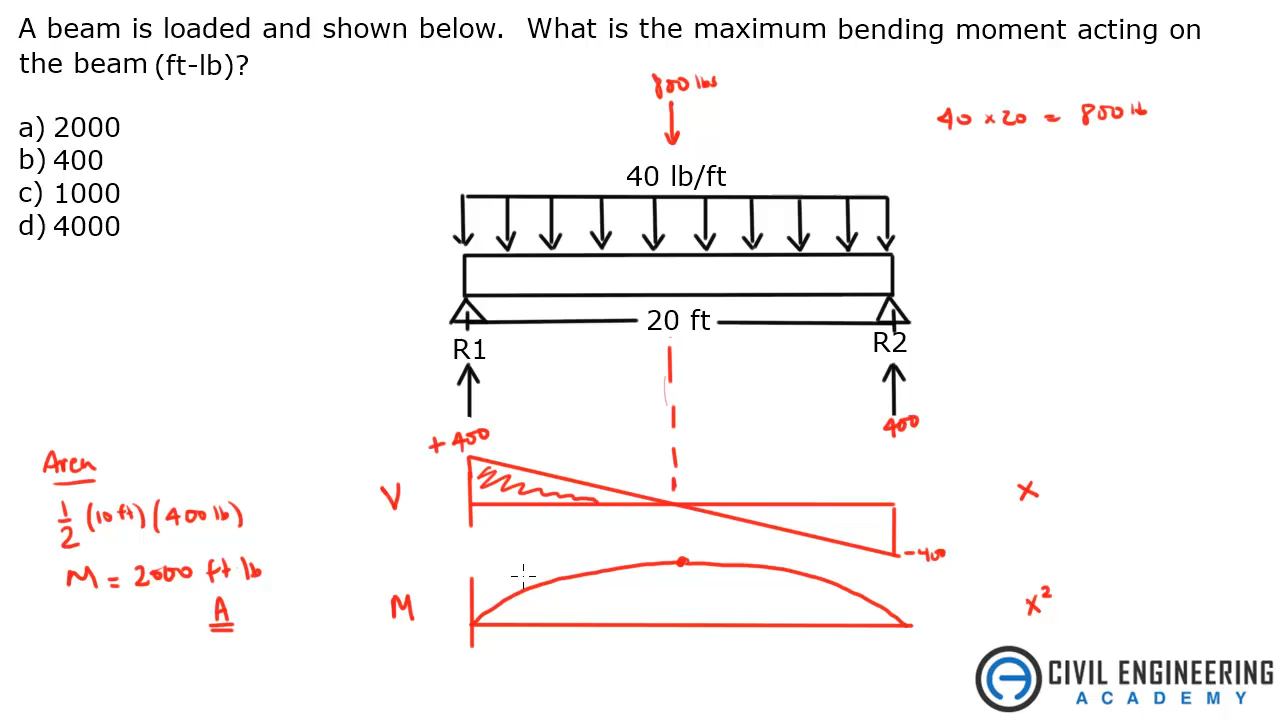 A beam is loaded and shown below. What is the maximum bending moment acting on
the beam (ft-lb)?
800 lbs
40 × 20 = 800 lb
a) 2000
b) 400
c) 1000
d) 4000
40 lb/ft
20 ft
R1
R2
+400
400
Area
1/2 (10 ft) (400 lb)
M = 2000 ft lb
A
V
X
-400
M
X²
CIVIL ENGINEERING
ACADEMY